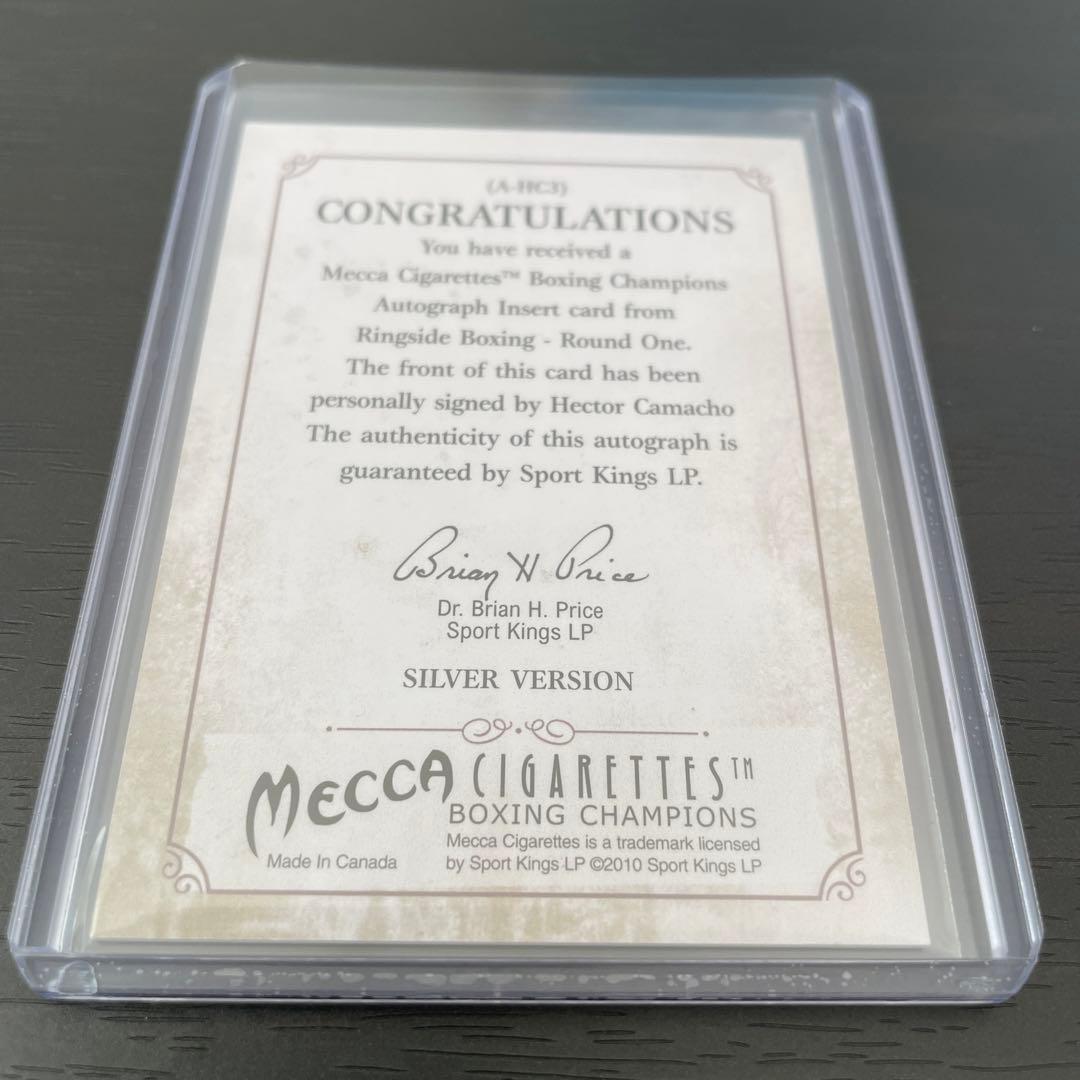 (A-HC3)
CONGRATULATIONS
You have received a
Mecca Cigarettes™ Boxing Champions
Autograph Insert card from
Ringside Boxing - Round One.
The front of this card has been
personally signed by Hector Camacho
The authenticity of this autograph is
guaranteed by Sport Kings LP.
Brian H Price
Dr. Brian H. Price
Sport Kings LP
SILVER VERSION
MECCA CIGARETTES™
BOXING CHAMPIONS
Mecca Cigarettes is a trademark licensed
by Sport Kings LP ©2010 Sport Kings LP
Made In Canada